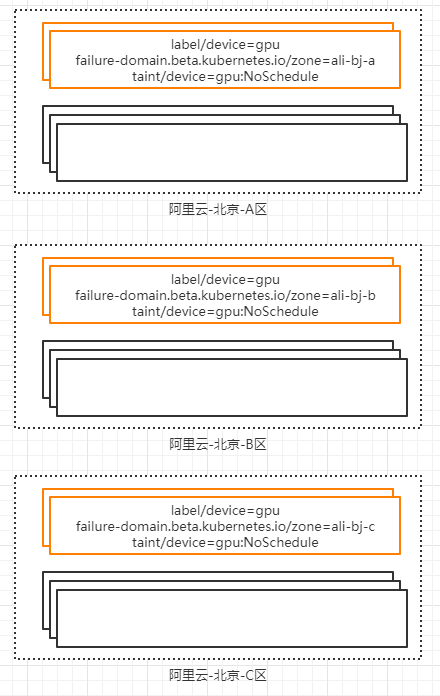 label/device=gpu
failure-domain.beta.kubernetes.io/zone=ali-bj-a
taint/device=gpu:NoSchedule
阿里云-北京-A区
label/device=gpu
failure-domain.beta.kubernetes.io/zone=ali-bj-b
taint/device=gpu:NoSchedule
阿里云-北京-B区
label/device=gpu
failure-domain.beta.kubernetes.io/zone=ali-bj-c
taint/device=gpu:NoSchedule
阿里云-北京-C区